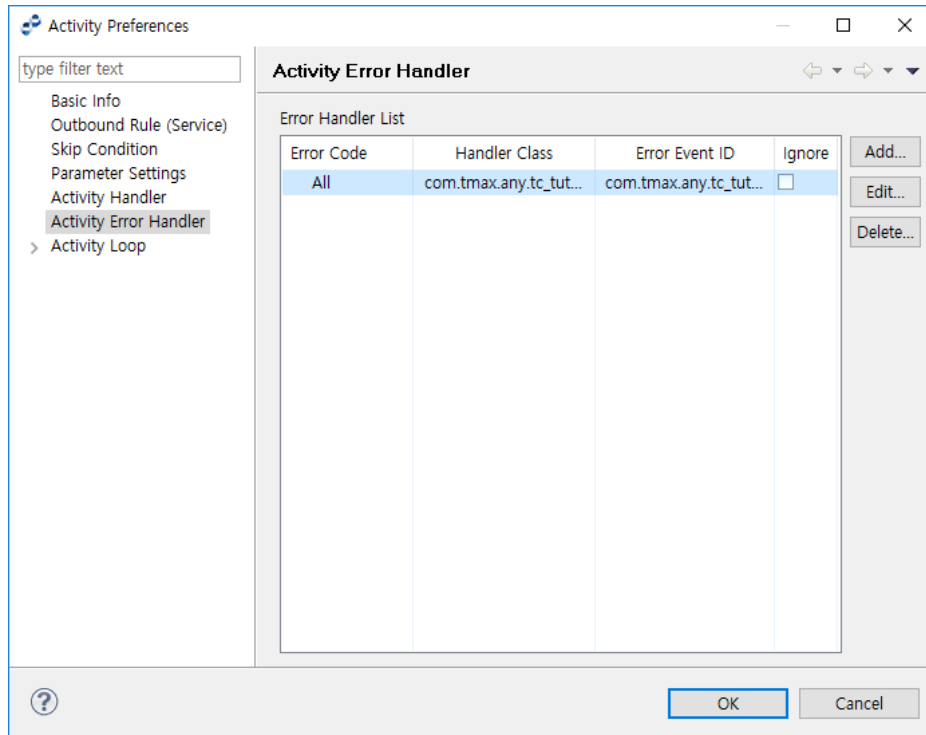 Activity Preferences
type filter text
Basic Info
Outbound Rule (Service)
Skip Condition
Parameter Settings
Activity Handler
Activity Error Handler
Activity Loop
Activity Error Handler
Error Handler List
Error Code Handler Class Error Event ID Ignore
All com.tmax.any.tc_tut... com.tmax.any.tc_tut...
Add...
Edit...
Delete...
OK Cancel